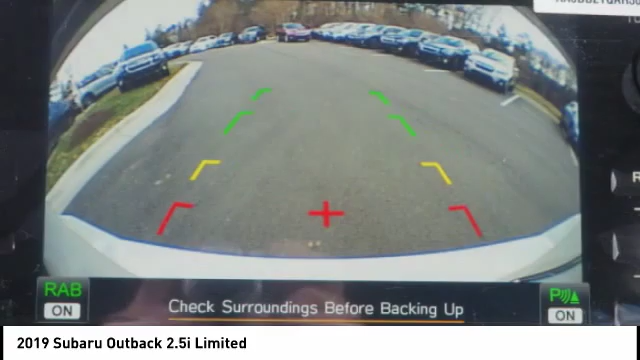 RAB
ON
Check Surroundings Before Backing Up
P
ON
R
2019 Subaru Outback 2.5i Limited